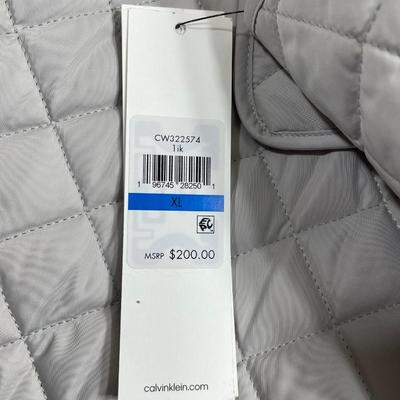 CW322574
1ik
1 96745 28250 1
XL
MSRP $200.00
calvinklein.com